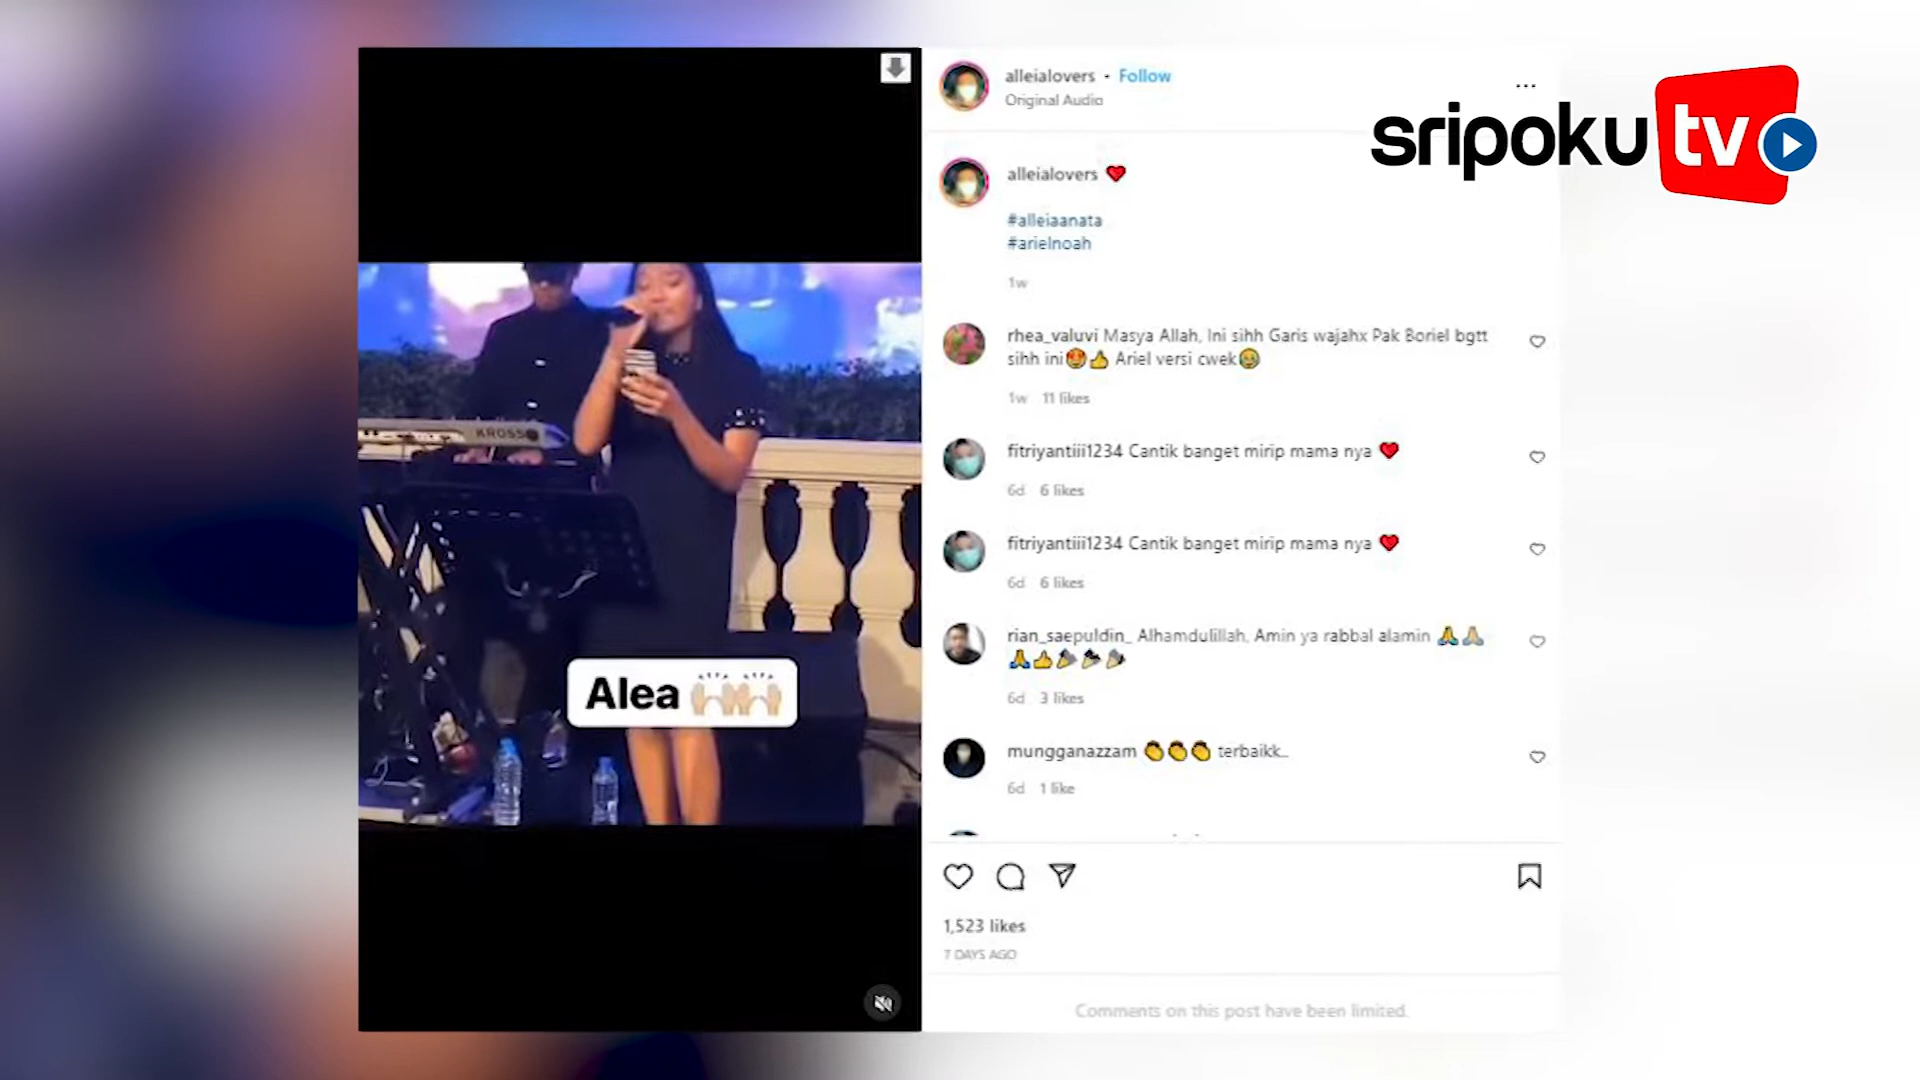 alleialovers • Follow
Original Audio
sripoku tv
alleialovers ❤️
#alleiaanata
#arielnoah
1w
rhea_valuvi Masya Allah, Ini sihh Garis wajahx Pak Boriel bgtt
sihh ini🤩👍 Ariel versi cwek🥹
1w 11 likes
fitriyantiii1234 Cantik banget mirip mama nya ❤️
6d 6 likes
fitriyantiii1234 Cantik banget mirip mama nya ❤️
6d 6 likes
rian_saepuldin_ Alhamdulillah, Amin ya rabbal alamin 🙏🙏🏼
🙏👍🎉🎉🎉
6d 3 likes
mungganazzam 👏👏👏 terbaikk..
6d 1 like
KROSS
Alea 🙌🏼🙌🏼
1,523 likes
7 DAYS AGO
Comments on this post have been limited.